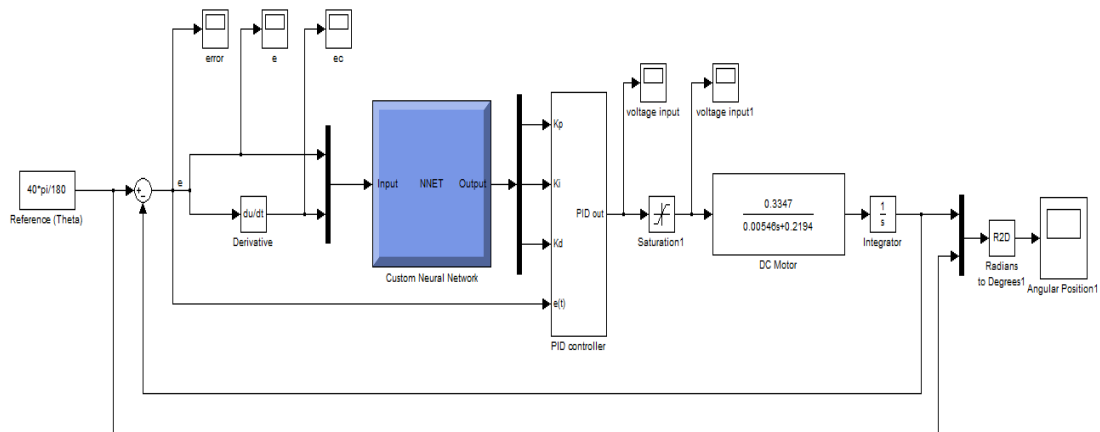 error
e
ec
voltage input
voltage input1
Kp
e
40*pi/180
Reference (Theta)
du/dt
Derivative
Input
NNET
Output
Custom Neural Network
Ki
Kd
e(t)
PID out
PID controller
Saturation1
0.3347
0.00546s+0.2194
DC Motor
1
s
Integrator
R2D
Radians
to Degrees1
Angular Position1